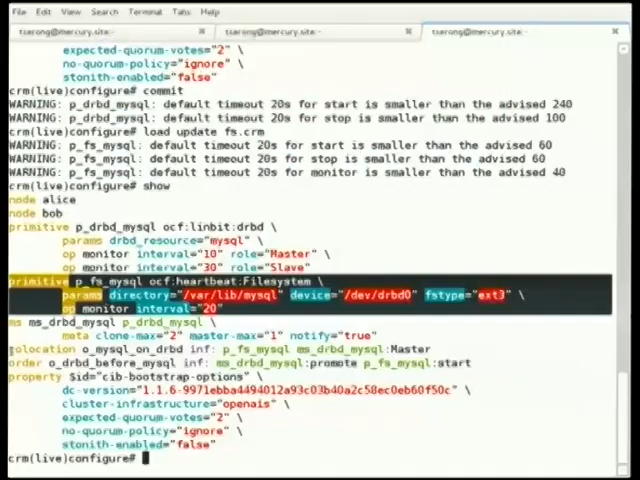 File Edit View Search Terminal Tabs Help
tserong@mercury.site:~ tserong@mercury.site:~ tserong@mercury.site:~
expected-quorum-votes="2" \
no-quorum-policy="ignore" \
stonith-enabled="false"
crm(live)configure# commit
WARNING: p_drbd_mysql: default timeout 20s for start is smaller than the advised 240
WARNING: p_drbd_mysql: default timeout 20s for stop is smaller than the advised 100
crm(live)configure# load update fs.crm
WARNING: p_fs_mysql: default timeout 20s for start is smaller than the advised 60
WARNING: p_fs_mysql: default timeout 20s for stop is smaller than the advised 60
WARNING: p_fs_mysql: default timeout 20s for monitor is smaller than the advised 40
crm(live)configure# show
node alice
node bob
primitive p_drbd_mysql ocf:linbit:drbd \
params drbd_resource="mysql" \
op monitor interval="10" role="Master" \
op monitor interval="30" role="Slave"
primitive p_fs_mysql ocf:heartbeat:Filesystem \
params directory="/var/lib/mysql" device="/dev/drbd0" fstype="ext3" \
op monitor interval="20"
ms ms_drbd_mysql p_drbd_mysql \
meta clone-max="2" master-max="1" notify="true"
colocation o_mysql_on_drbd inf: p_fs_mysql ms_drbd_mysql:Master
order o_drbd_before_mysql inf: ms_drbd_mysql:promote p_fs_mysql:start
property $id="cib-bootstrap-options" \
dc-version="1.1.6-9971ebba4494012a93c03b40a2c58ec0eb60f50c" \
cluster-infrastructure="openais" \
expected-quorum-votes="2" \
no-quorum-policy="ignore" \
stonith-enabled="false"
crm(live)configure#